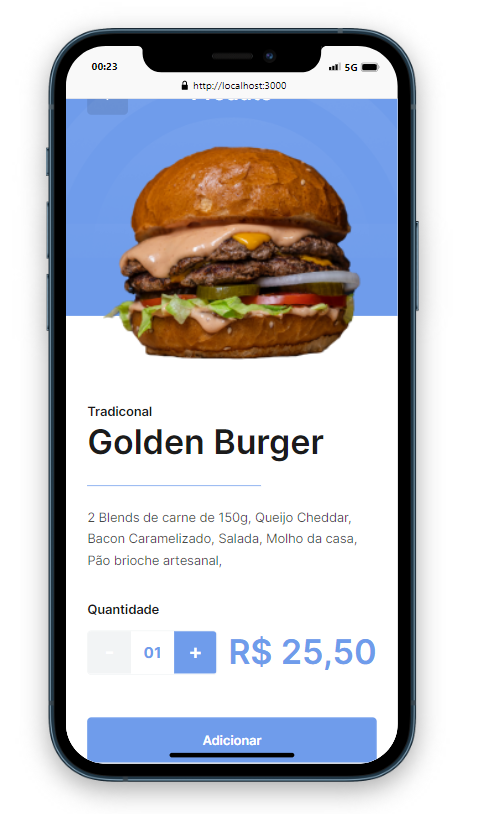 00:23
5G
http://localhost:3000
Tradiconal
Golden Burger
2 Blends de carne de 150g, Queijo Cheddar,
Bacon Caramelizado, Salada, Molho da casa,
Pão brioche artesanal,
Quantidade
- 01 + R$ 25,50
Adicionar